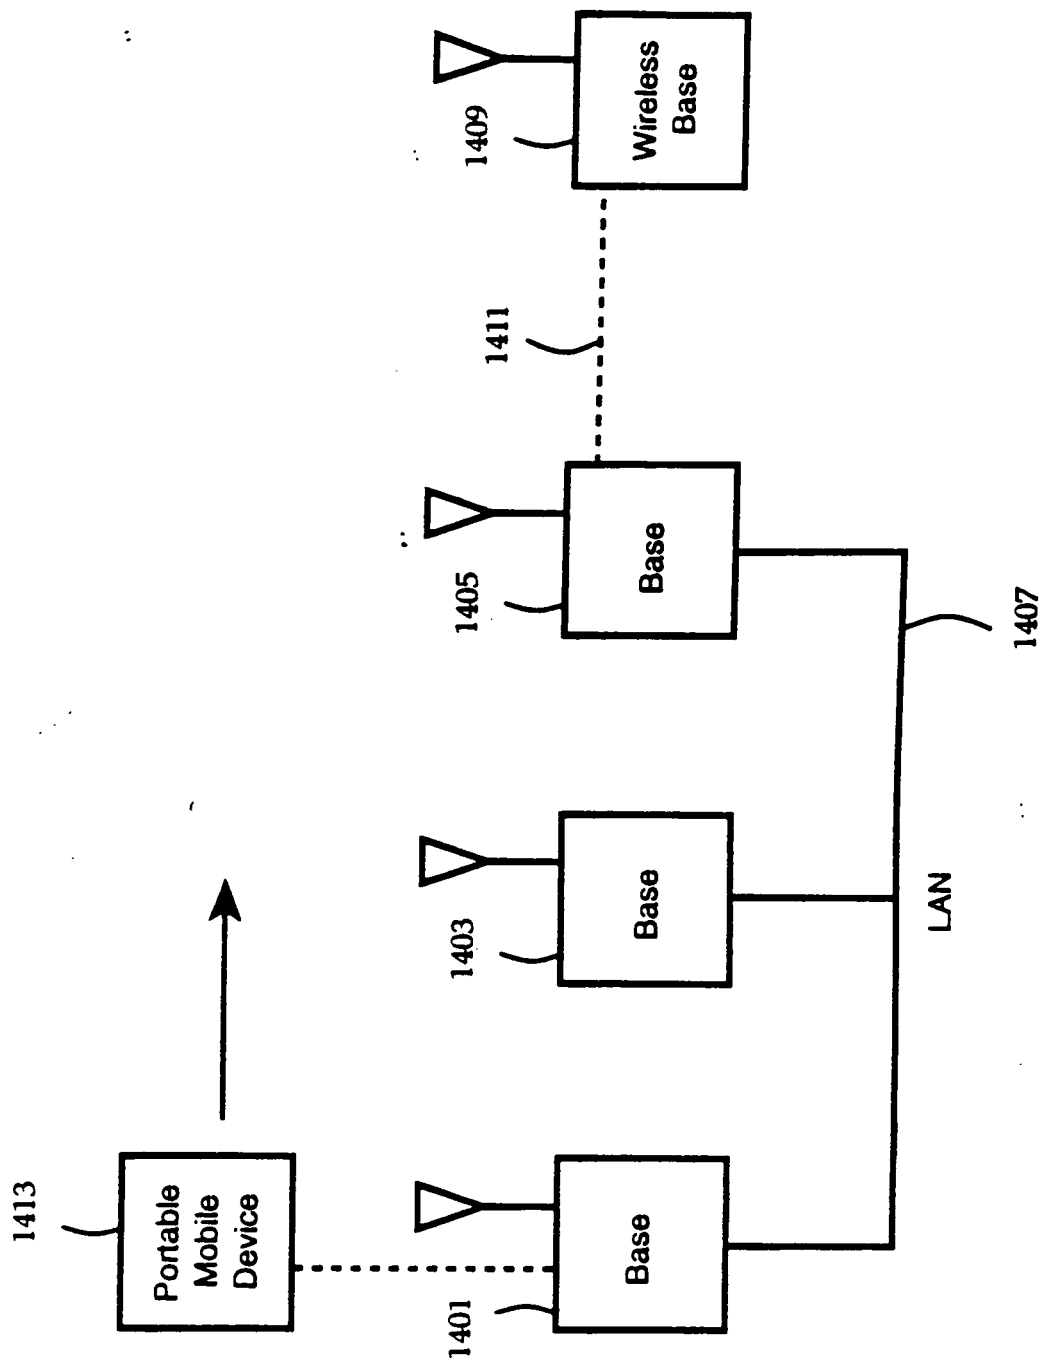 1413
Portable
Mobile
Device
1401
Base
1403
Base
1405
Base
1411
1409
Wireless
Base
LAN
1407